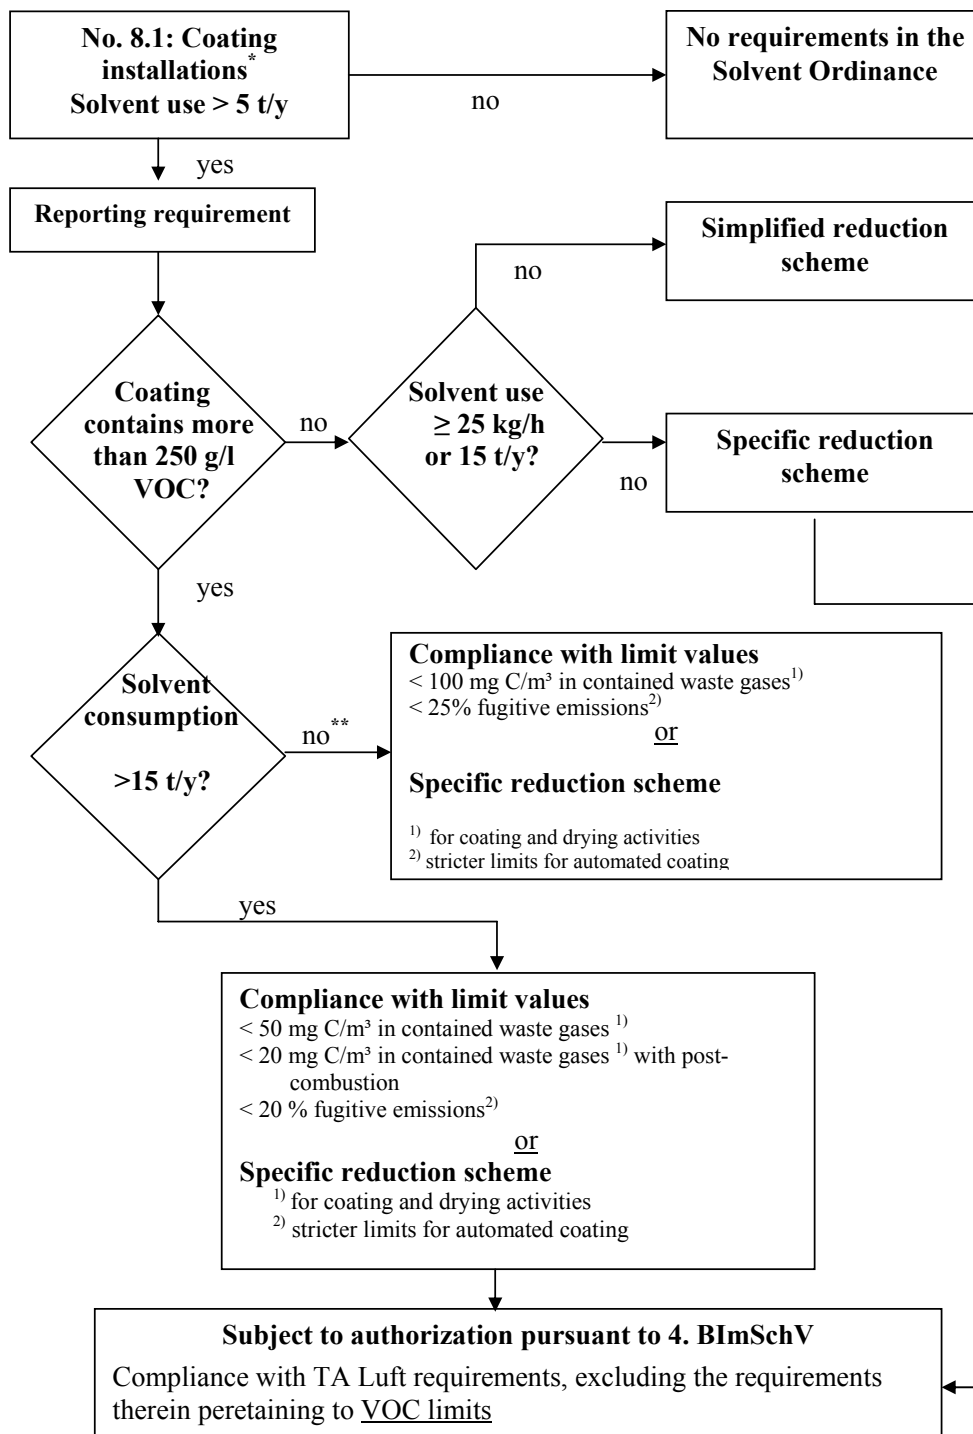 No. 8.1: Coating
installations*
Solvent use > 5 t/y
no
No requirements in the
Solvent Ordinance
yes
Reporting requirement
Simplified reduction
scheme
no
Coating
contains more
than 250 g/l
VOC?
no
Solvent use
≥ 25 kg/h
or 15 t/y?
no
Specific reduction
scheme
yes
Solvent
consumption
>15 t/y?
no**
Compliance with limit values
< 100 mg C/m³ in contained waste gases1)
< 25% fugitive emissions2)
or
Specific reduction scheme
1) for coating and drying activities
2) stricter limits for automated coating
yes
Compliance with limit values
< 50 mg C/m³ in contained waste gases 1)
< 20 mg C/m³ in contained waste gases 1) with post-
combustion
< 20 % fugitive emissions2)
or
Specific reduction scheme
1) for coating and drying activities
2) stricter limits for automated coating
Subject to authorization pursuant to 4. BImSchV
Compliance with TA Luft requirements, excluding the requirements
therein peretaining to VOC limits